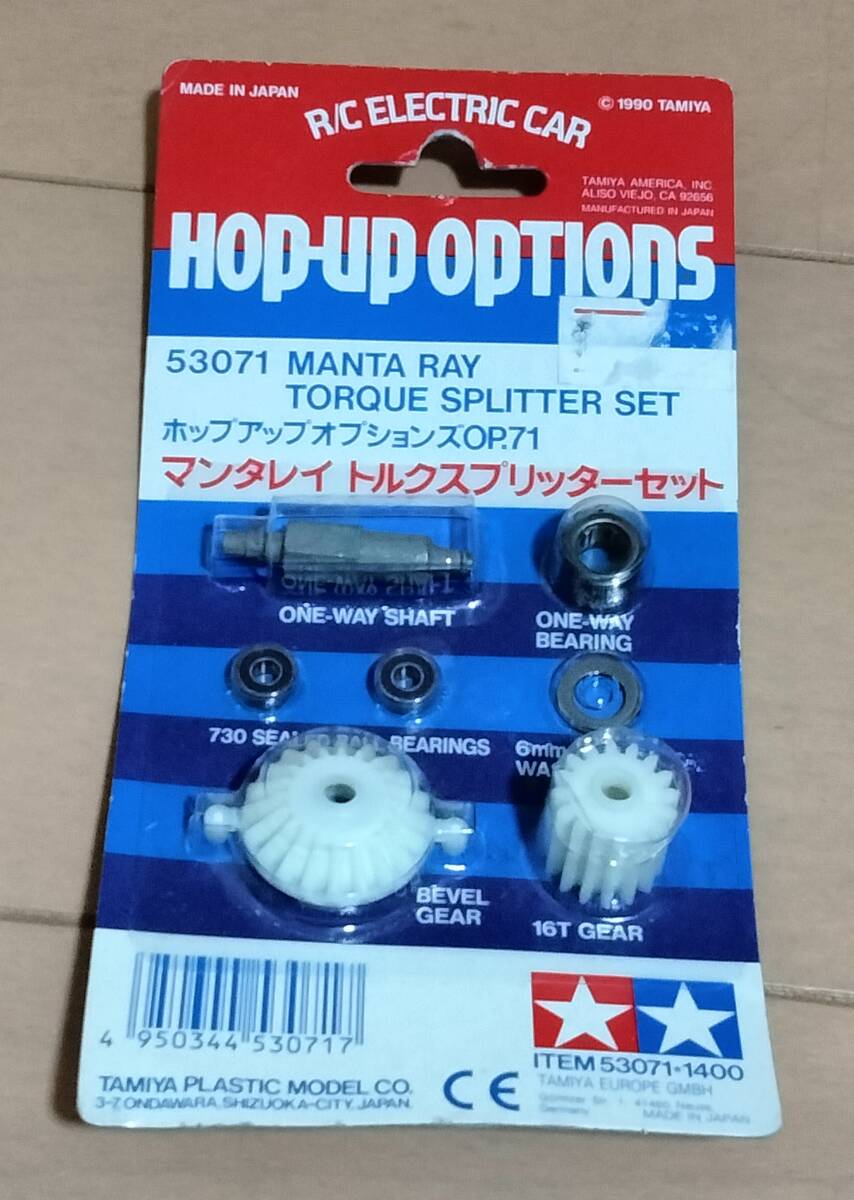 MADE IN JAPAN
© 1990 TAMIYA
R/C ELECTRIC CAR
TAMIYA AMERICA, INC
ALISO VIEJO, CA 92656
MANUFACTURED IN JAPAN
HOP-UP OPTIONS
53071 MANTA RAY
TORQUE SPLITTER SET
ホップアップオプションズOP.71
マンタレイ トルクスプリッターセット
ONE-WAY SHAFT
ONE-WAY
BEARING
730 SEALED BALL BEARINGS
6mm
BEVEL
GEAR
16T GEAR
4 950344 530717
ITEM 53071•1400
TAMIYA PLASTIC MODEL CO.
3-7, ONDAWARA, SHIZUOKA-CITY, JAPAN.
CE
TAMIYA EUROPE GMBH
Germany
MADE IN JAPAN